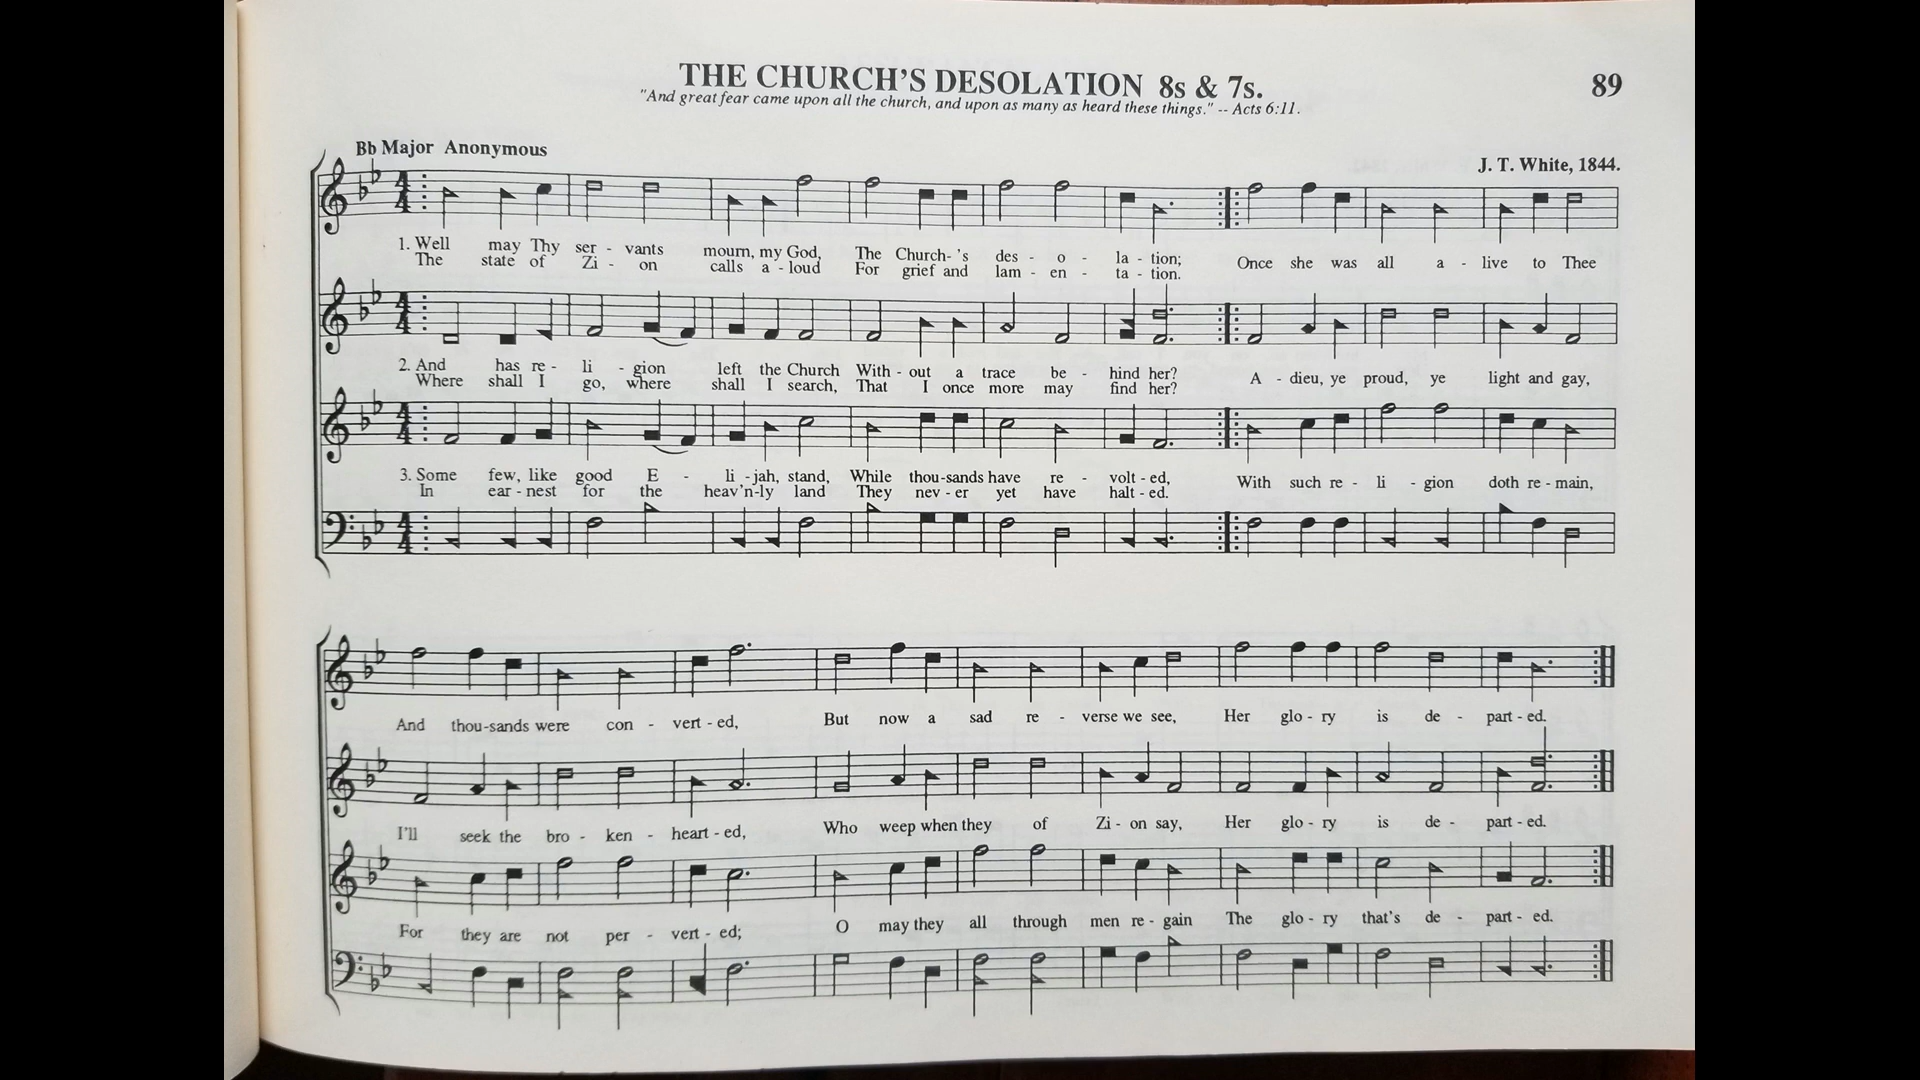 THE CHURCH'S DESOLATION 8s & 7s.
89
"And great fear came upon all the church, and upon as many as heard these things." -- Acts 6:11.
Bb Major Anonymous
J. T. White, 1844.
4
4
1. Well may Thy ser - vants mourn, my God, The Church- 's des - o - la - tion; Once she was all a - live to Thee
The state of Zi - on calls a - loud For grief and lam - en - ta - tion.
4
4
2. And has re - li - gion left the Church With - out a trace be - hind her? A - dieu, ye proud, ye light and gay,
Where shall I go, where shall I search, That I once more may find her?
4
4
3. Some few, like good E - li - jah, stand, While thou-sands have re - volt - ed, With such re - li - gion doth re - main,
In ear - nest for the heav'n-ly land They nev - er yet have halt - ed.
4
4
And thou-sands were con - vert - ed, But now a sad re - verse we see, Her glo - ry is de - part - ed.
I'll seek the bro - ken - heart - ed, Who weep when they of Zi - on say, Her glo - ry is de - part - ed.
For they are not per - vert - ed; O may they all through men re - gain The glo - ry that's de - part - ed.